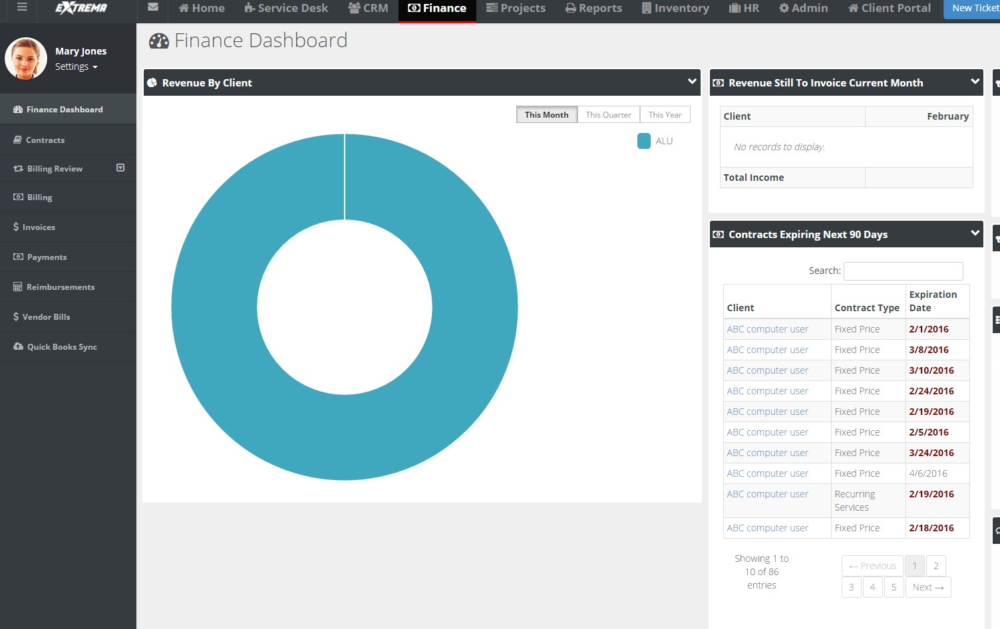 EXTREMA
Home
Service Desk
CRM
Finance
Projects
Reports
Inventory
HR
Admin
Client Portal
New Ticket
Mary Jones
Settings
Finance Dashboard
Contracts
Billing Review
Billing
$ Invoices
Payments
Reimbursements
$ Vendor Bills
Quick Books Sync
Finance Dashboard
Revenue By Client
This Month This Quarter This Year
ALU
Revenue Still To Invoice Current Month
Client February
No records to display.
Total Income
Contracts Expiring Next 90 Days
Search:
Client Contract Type Expiration Date
ABC computer user Fixed Price 2/1/2016
ABC computer user Fixed Price 3/8/2016
ABC computer user Fixed Price 3/10/2016
ABC computer user Fixed Price 2/24/2016
ABC computer user Fixed Price 2/19/2016
ABC computer user Fixed Price 2/5/2016
ABC computer user Fixed Price 3/24/2016
ABC computer user Fixed Price 4/6/2016
ABC computer user Recurring Services 2/19/2016
ABC computer user Fixed Price 2/18/2016
Showing 1 to
10 of 86
entries
← Previous 1 2
3 4 5 Next →